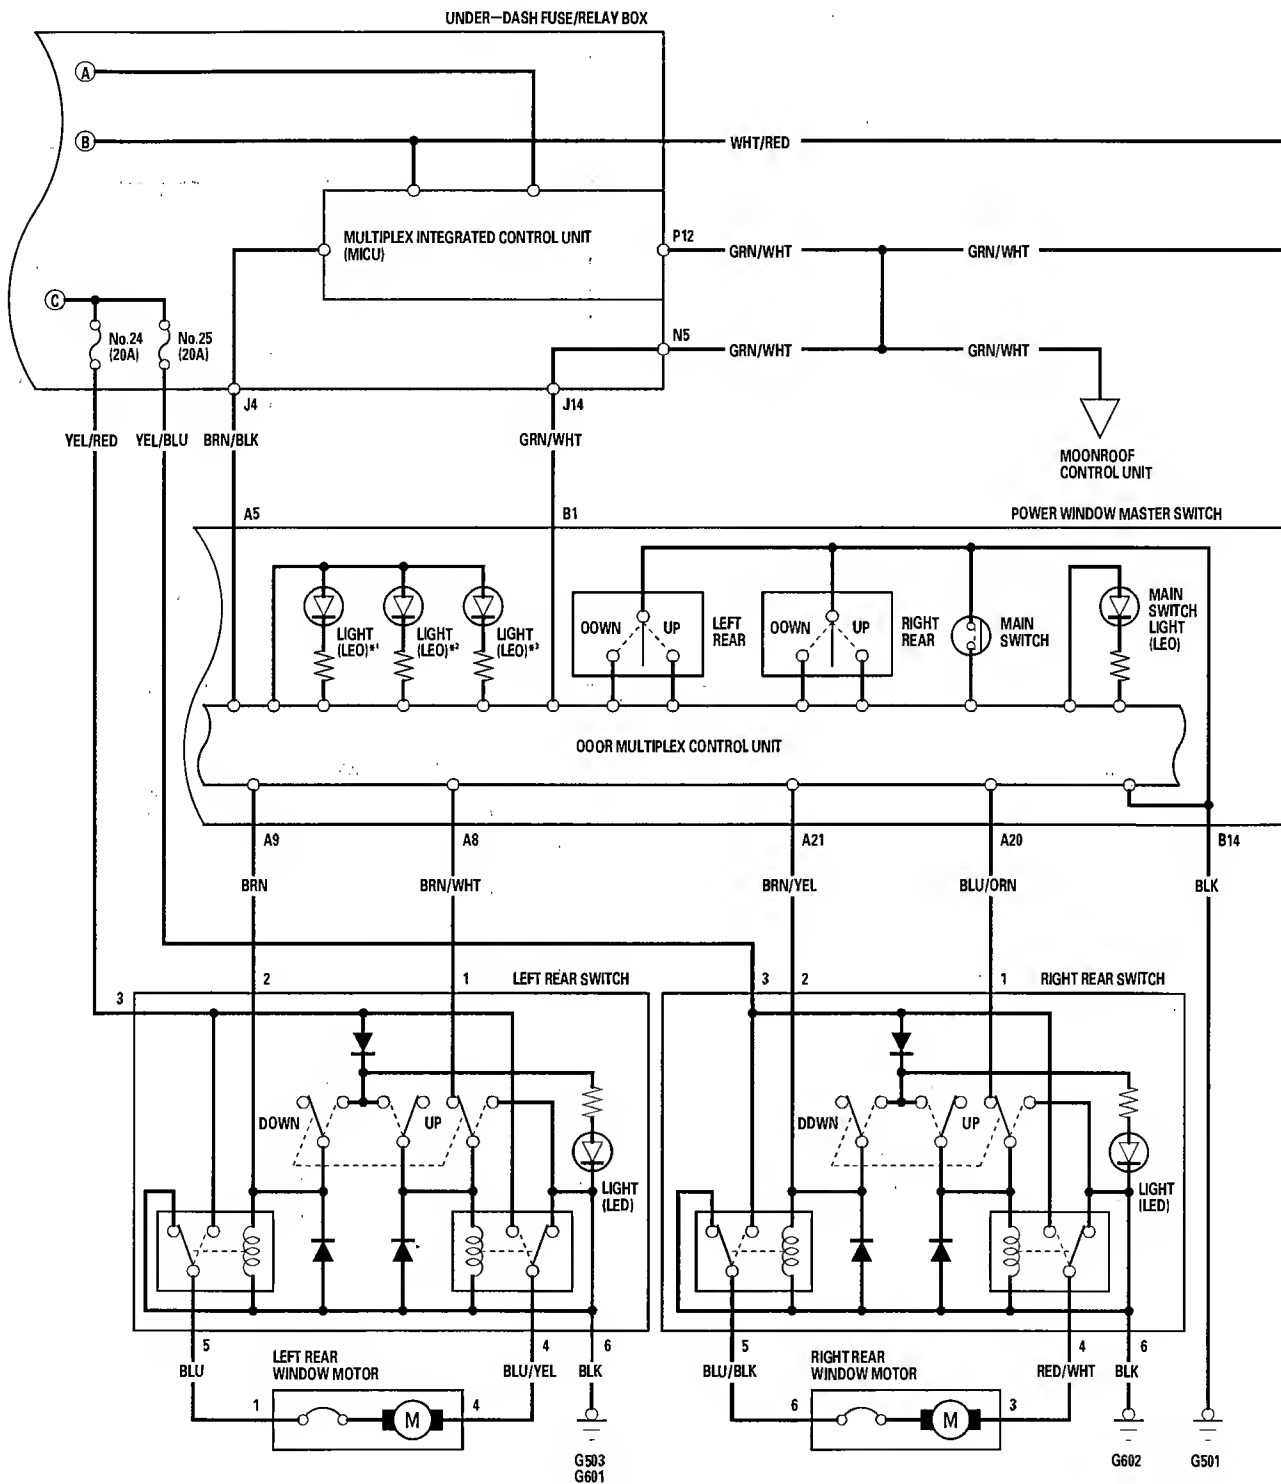 UNDER-DASH FUSE/RELAY BOX
A
B
WHT/RED
MULTIPLEX INTEGRATED CONTROL UNIT
(MICU)
P12
GRN/WHT
GRN/WHT
C
No.24
(20A)
No.25
(20A)
N5
GRN/WHT
GRN/WHT
J4
J14
YEL/RED
YEL/BLU
BRN/BLK
GRN/WHT
MOONROOF
CONTROL UNIT
A5
B1
POWER WINDOW MASTER SWITCH
LIGHT
(LEO)*1
LIGHT
(LEO)*2
LIGHT
(LEO)*3
OOWN
UP
LEFT
REAR
OOWN
UP
RIGHT
REAR
MAIN
SWITCH
MAIN
SWITCH
LIGHT
(LEO)
OOOR MULTIPLEX CONTROL UNIT
A9
A8
A21
A20
B14
BRN
BRN/WHT
BRN/YEL
BLU/ORN
BLK
3
2
1
LEFT REAR SWITCH
3
2
1
RIGHT REAR SWITCH
DOWN
UP
LIGHT
(LED)
DDWN
UP
LIGHT
(LED)
5
4
6
5
4
6
BLU
LEFT REAR
WINDOW MOTOR
BLU/YEL
BLK
BLU/BLK
RIGHT REAR
WINDOW MOTOR
RED/WHT
BLK
1
M
4
6
M
3
G503
G601
G602
G501